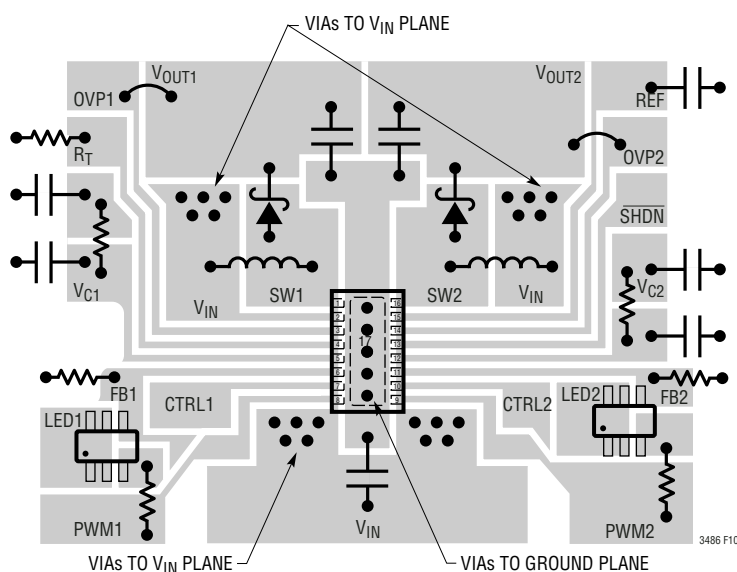 VIAs TO VIN PLANE
VOUT1
VOUT2
OVP1
REF
RT
OVP2
SHDN
VC1
VIN
SW1
SW2
VIN
VC2
1
2
3
4
5
6
7
8
17
16
15
14
13
12
11
10
9
FB1
CTRL1
CTRL2
LED2
FB2
LED1
PWM1
VIN
PWM2
3486 F10
VIAs TO VIN PLANE
VIAs TO GROUND PLANE